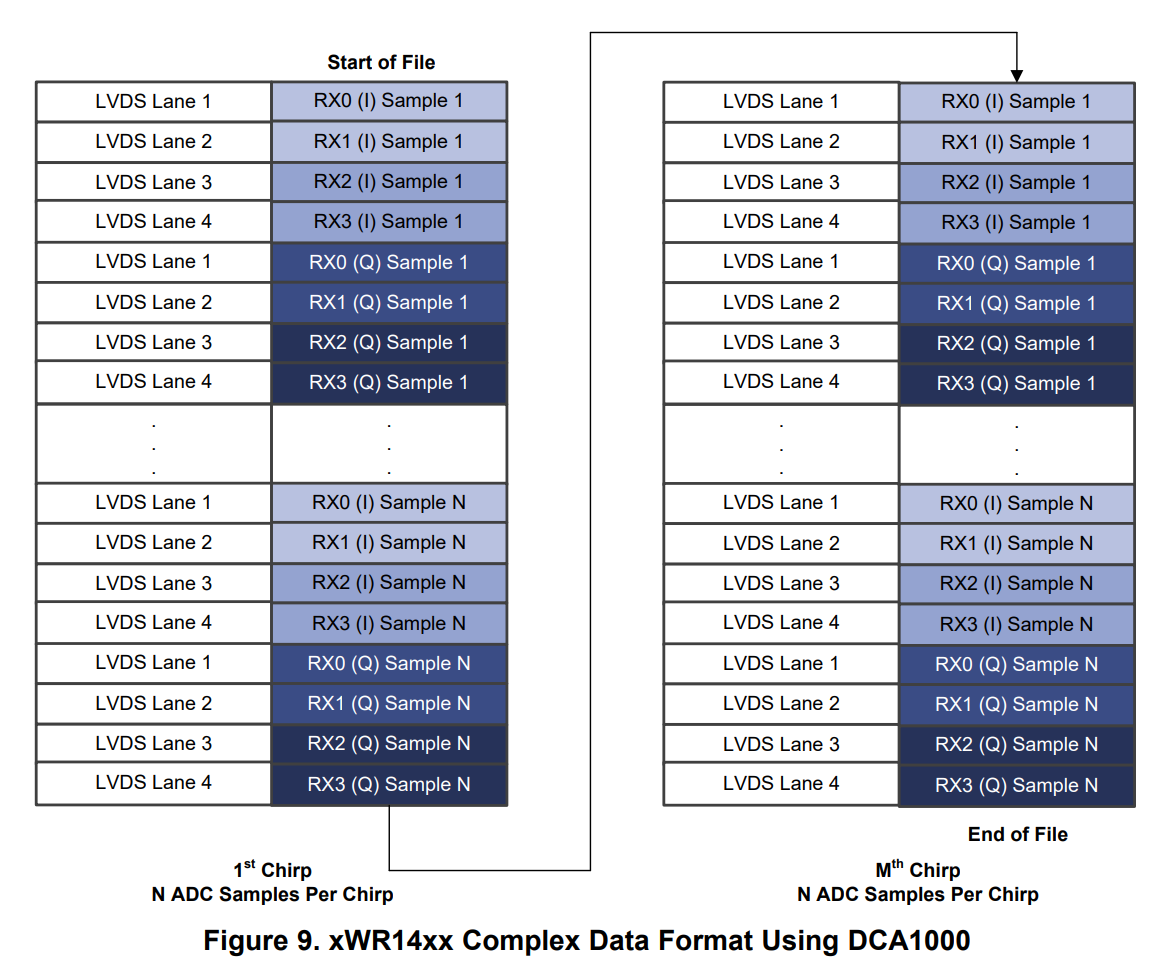 Start of File
LVDS Lane 1 RX0 (I) Sample 1
LVDS Lane 2 RX1 (I) Sample 1
LVDS Lane 3 RX2 (I) Sample 1
LVDS Lane 4 RX3 (I) Sample 1
LVDS Lane 1 RX0 (Q) Sample 1
LVDS Lane 2 RX1 (Q) Sample 1
LVDS Lane 3 RX2 (Q) Sample 1
LVDS Lane 4 RX3 (Q) Sample 1
. .
. .
. .
LVDS Lane 1 RX0 (I) Sample N
LVDS Lane 2 RX1 (I) Sample N
LVDS Lane 3 RX2 (I) Sample N
LVDS Lane 4 RX3 (I) Sample N
LVDS Lane 1 RX0 (Q) Sample N
LVDS Lane 2 RX1 (Q) Sample N
LVDS Lane 3 RX2 (Q) Sample N
LVDS Lane 4 RX3 (Q) Sample N
1st Chirp
N ADC Samples Per Chirp
LVDS Lane 1 RX0 (I) Sample 1
LVDS Lane 2 RX1 (I) Sample 1
LVDS Lane 3 RX2 (I) Sample 1
LVDS Lane 4 RX3 (I) Sample 1
LVDS Lane 1 RX0 (Q) Sample 1
LVDS Lane 2 RX1 (Q) Sample 1
LVDS Lane 3 RX2 (Q) Sample 1
LVDS Lane 4 RX3 (Q) Sample 1
. .
. .
. .
LVDS Lane 1 RX0 (I) Sample N
LVDS Lane 2 RX1 (I) Sample N
LVDS Lane 3 RX2 (I) Sample N
LVDS Lane 4 RX3 (I) Sample N
LVDS Lane 1 RX0 (Q) Sample N
LVDS Lane 2 RX1 (Q) Sample N
LVDS Lane 3 RX2 (Q) Sample N
LVDS Lane 4 RX3 (Q) Sample N
End of File
Mth Chirp
N ADC Samples Per Chirp
Figure 9. xWR14xx Complex Data Format Using DCA1000